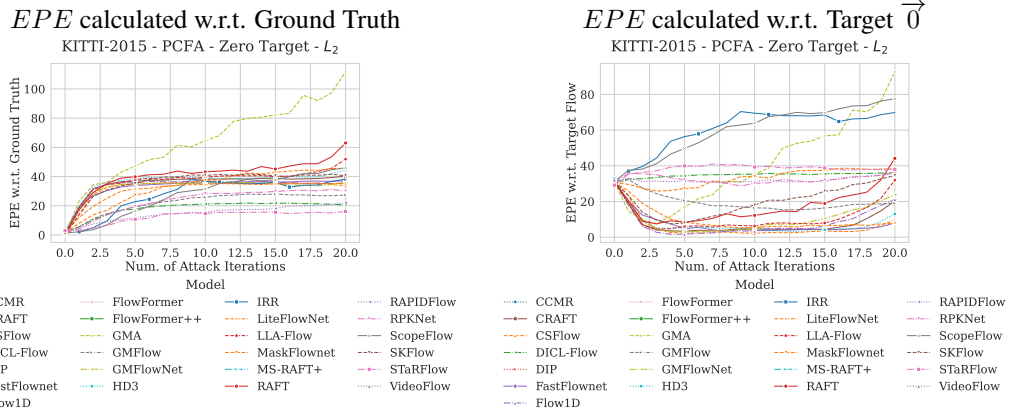 EPE calculated w.r.t. Ground Truth
KITTI-2015 - PCFA - Zero Target - L2
EPE w.r.t. Ground Truth
100
80
60
40
20
0
0.0 2.5 5.0 7.5 10.0 12.5 15.0 17.5 20.0
Num. of Attack Iterations
Model
CMR FlowFormer IRR RAPIDFlow
RAFT FlowFormer++ LiteFlowNet RPKNet
SFlow GMA LLA-Flow ScopeFlow
ICL-Flow GMFlow MaskFlownet SKFlow
IP GMFlowNet MS-RAFT+ STaRFlow
astFlownet HD3 RAFT VideoFlow
ow1D
EPE calculated w.r.t. Target 0⃗
KITTI-2015 - PCFA - Zero Target - L2
EPE w.r.t. Target Flow
80
60
40
20
0
0.0 2.5 5.0 7.5 10.0 12.5 15.0 17.5 20.0
Num. of Attack Iterations
Model
CCMR FlowFormer IRR RAPIDFlow
CRAFT FlowFormer++ LiteFlowNet RPKNet
CSFlow GMA LLA-Flow ScopeFlow
DICL-Flow GMFlow MaskFlownet SKFlow
DIP GMFlowNet MS-RAFT+ STaRFlow
FastFlownet HD3 RAFT VideoFlow
Flow1D